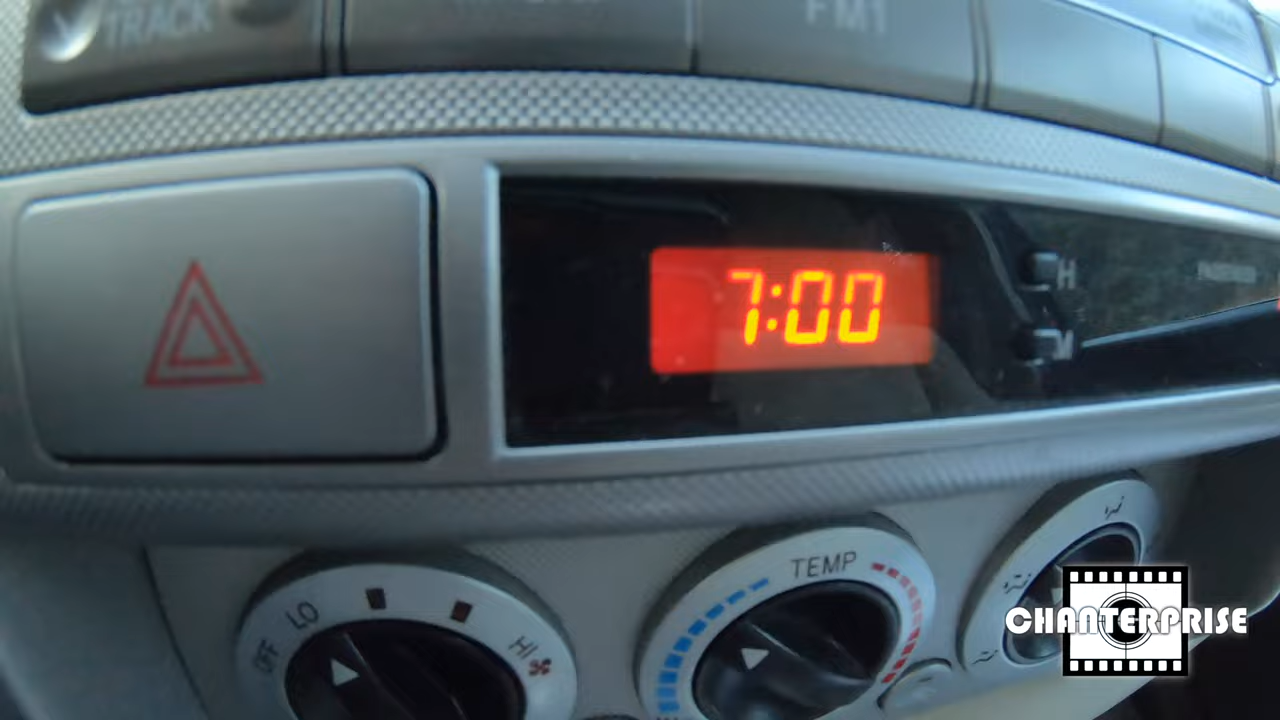 TRACK
FM1
7:00
H
M
TEMP
LO
OFF
HI
CHANTERPRISE